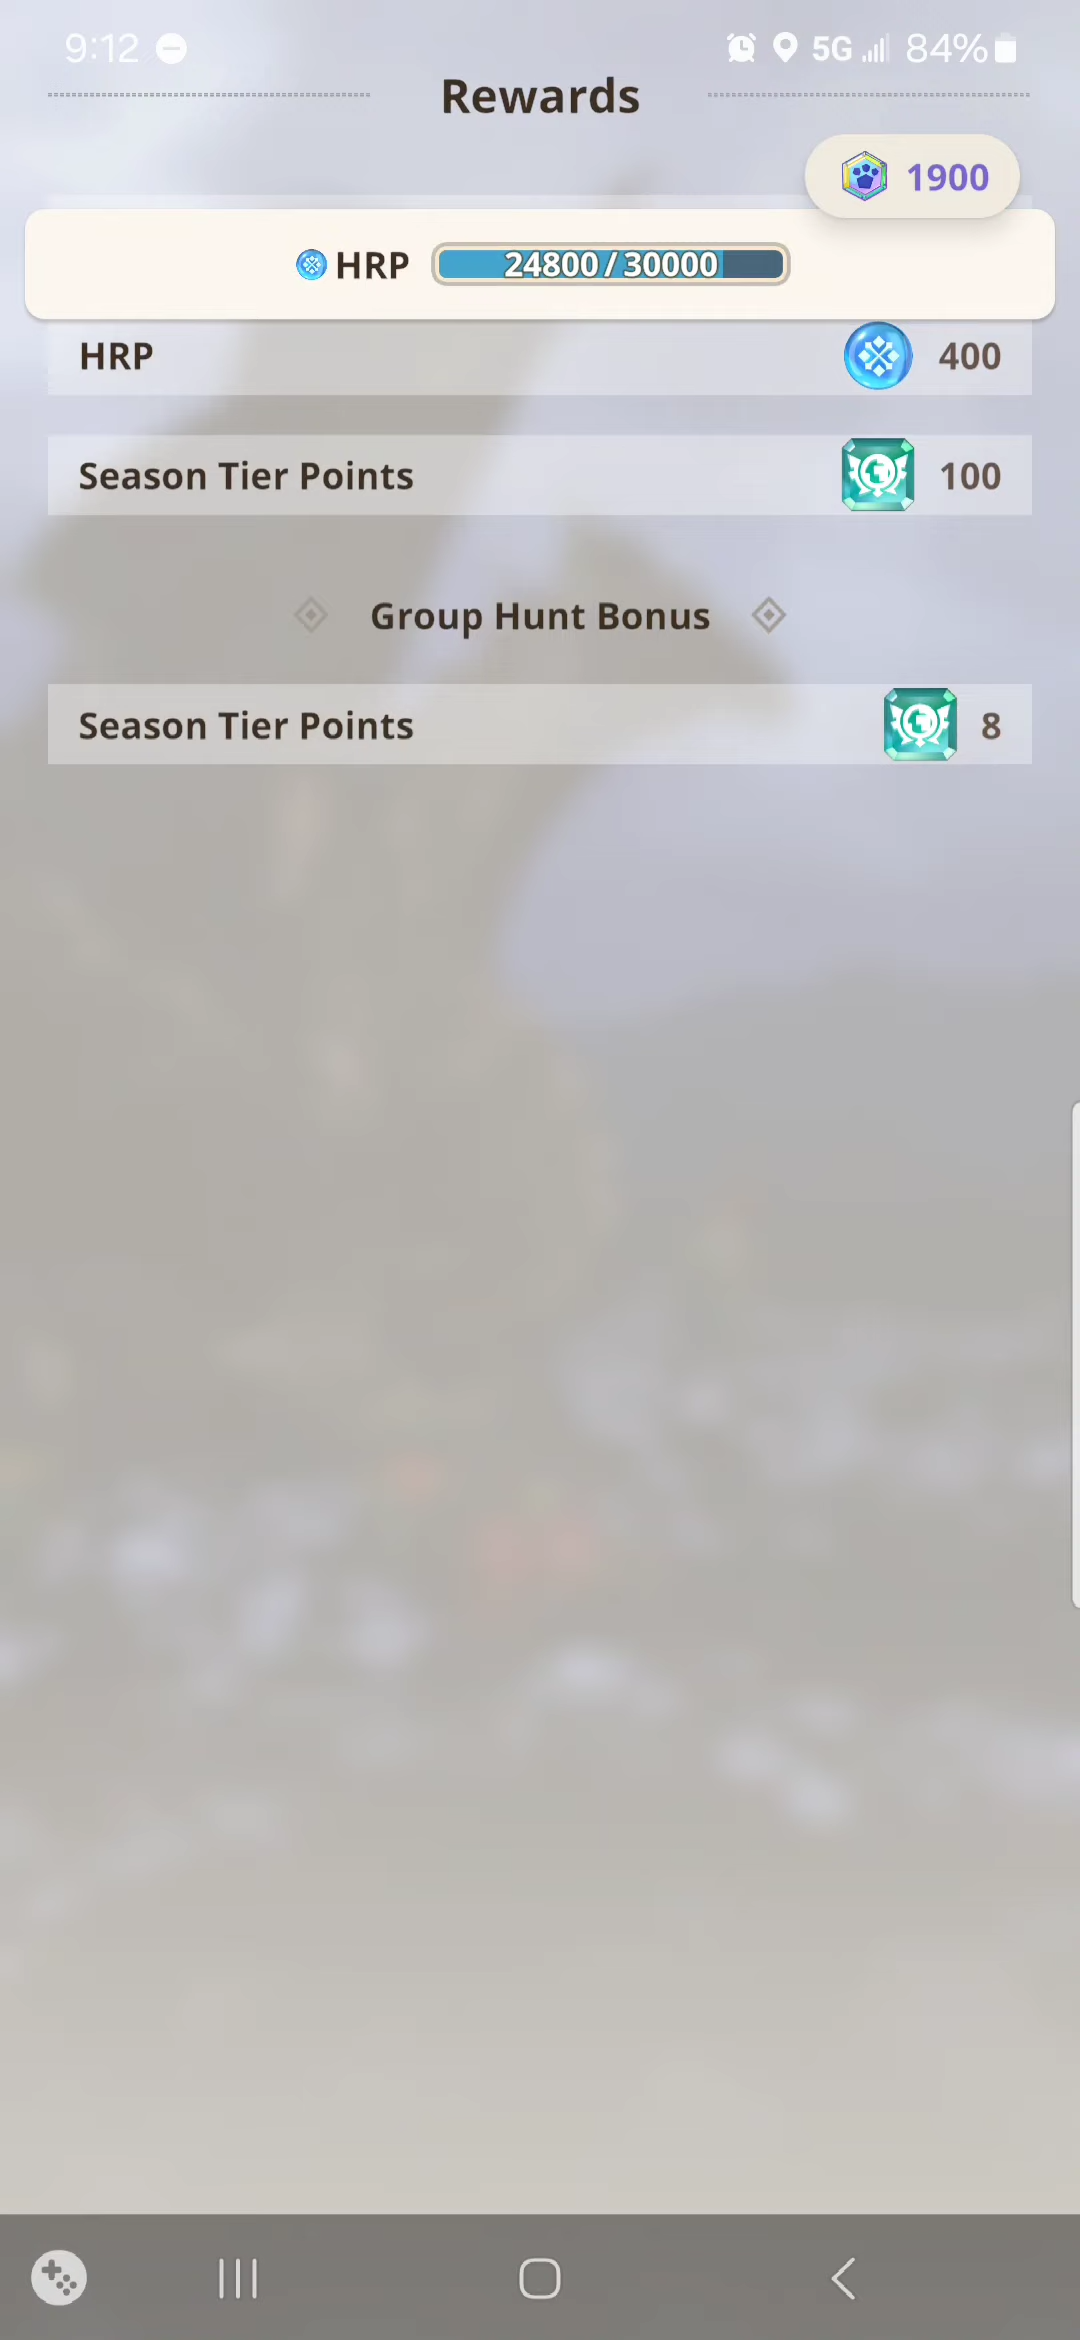 9:12 5G 84%
Rewards
1900
HRP 24800/30000
HRP 400
Season Tier Points 100
Group Hunt Bonus
Season Tier Points 8